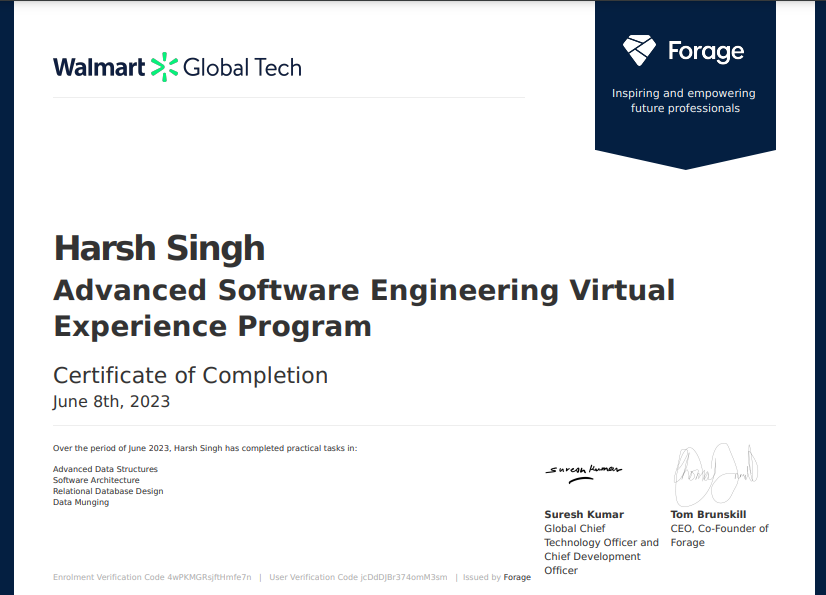 Walmart Global Tech
Forage
Inspiring and empowering
future professionals
Harsh Singh
Advanced Software Engineering Virtual
Experience Program
Certificate of Completion
June 8th, 2023
Over the period of June 2023, Harsh Singh has completed practical tasks in:
Advanced Data Structures
Software Architecture
Relational Database Design
Data Munging
Suresh Kumar
Suresh Kumar
Global Chief
Technology Officer and
Chief Development
Officer
Tom Brunskill
CEO, Co-Founder of
Forage
Enrolment Verification Code 4wPKMGRsjftHmfe7n | User Verification Code jcDdDJBr374omM3sm | Issued by Forage